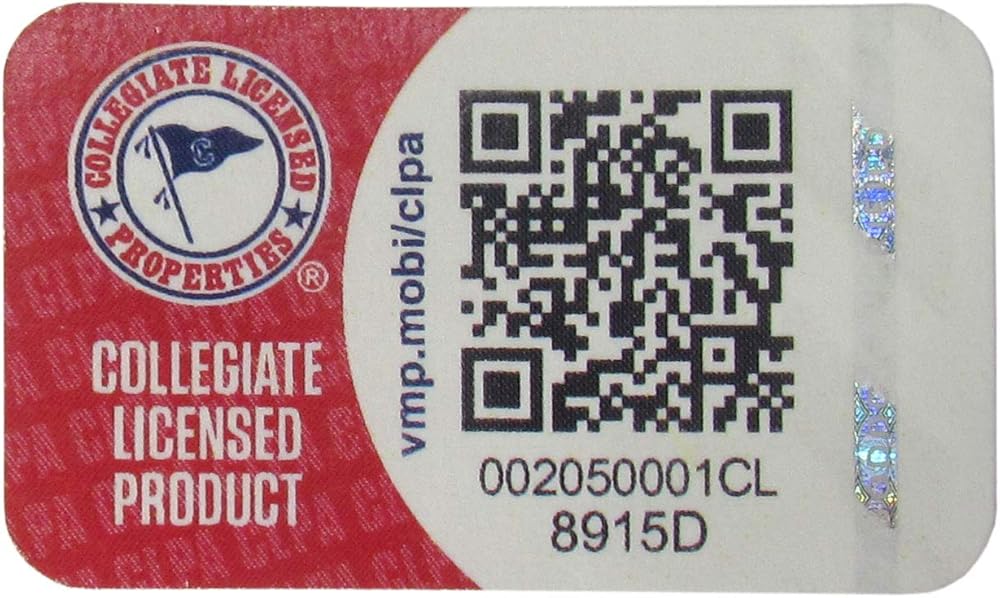 COLLEGIATE LICENSED
C
PROPERTIES
®
COLLEGIATE
LICENSED
PRODUCT
vmp.mobi/clpa
002050001CL
8915D